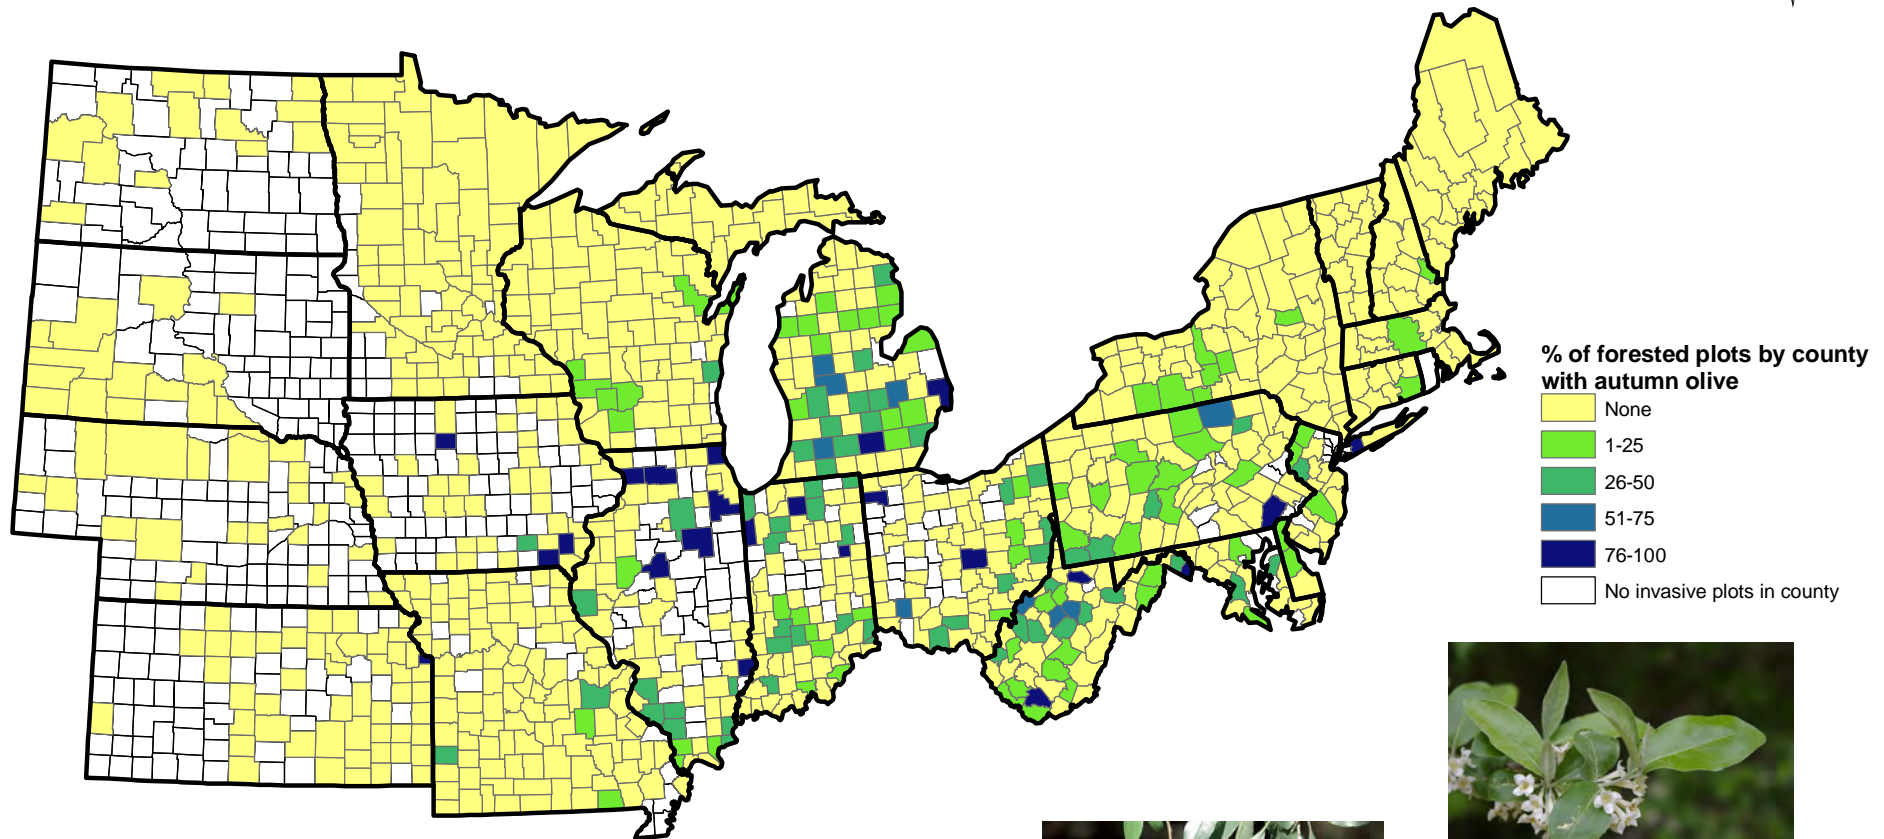 % of forested plots by county
with autumn olive
None
1-25
26-50
51-75
76-100
No invasive plots in county